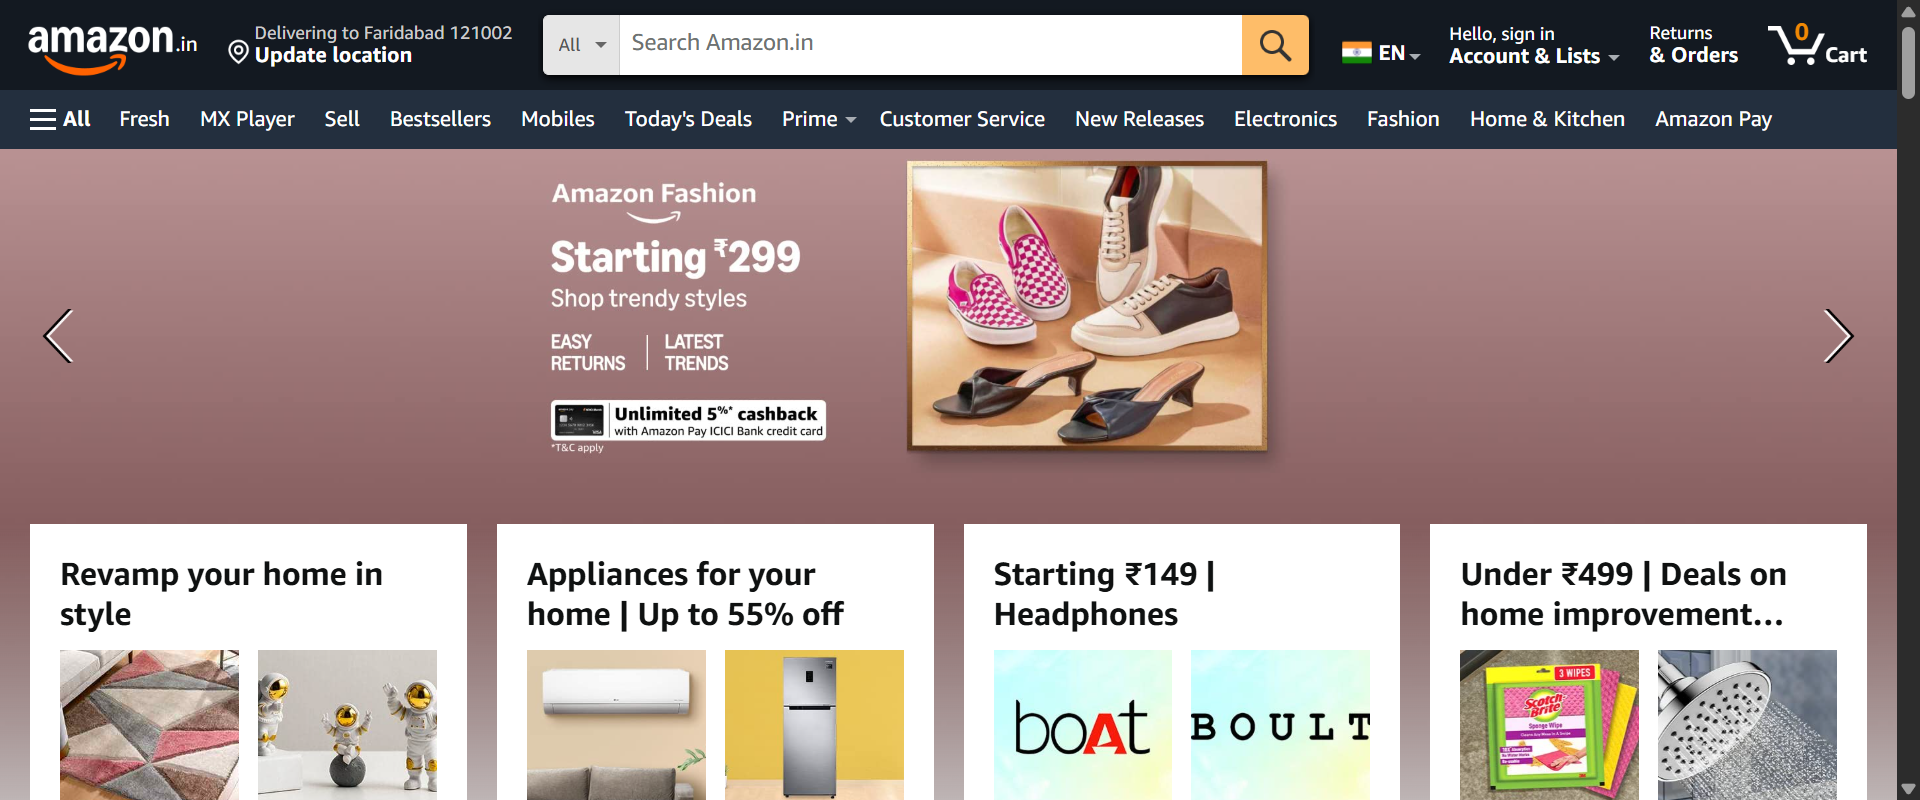 amazon.in
Delivering to Faridabad 121002
Update location
All
Search Amazon.in
EN
Hello, sign in
Account & Lists
Returns
& Orders
0
Cart
All
Fresh
MX Player
Sell
Bestsellers
Mobiles
Today's Deals
Prime
Customer Service
New Releases
Electronics
Fashion
Home & Kitchen
Amazon Pay
Amazon Fashion
Starting ₹299
Shop trendy styles
EASY
RETURNS
LATEST
TRENDS
Unlimited 5%* cashback
with Amazon Pay ICICI Bank credit card
*T&C apply
Revamp your home in
style
Appliances for your
home | Up to 55% off
Starting ₹149 |
Headphones
Under ₹499 | Deals on
home improvement...
boAt
BOULT
3 WIPES
Scotch
Brite
Sponge Wipe